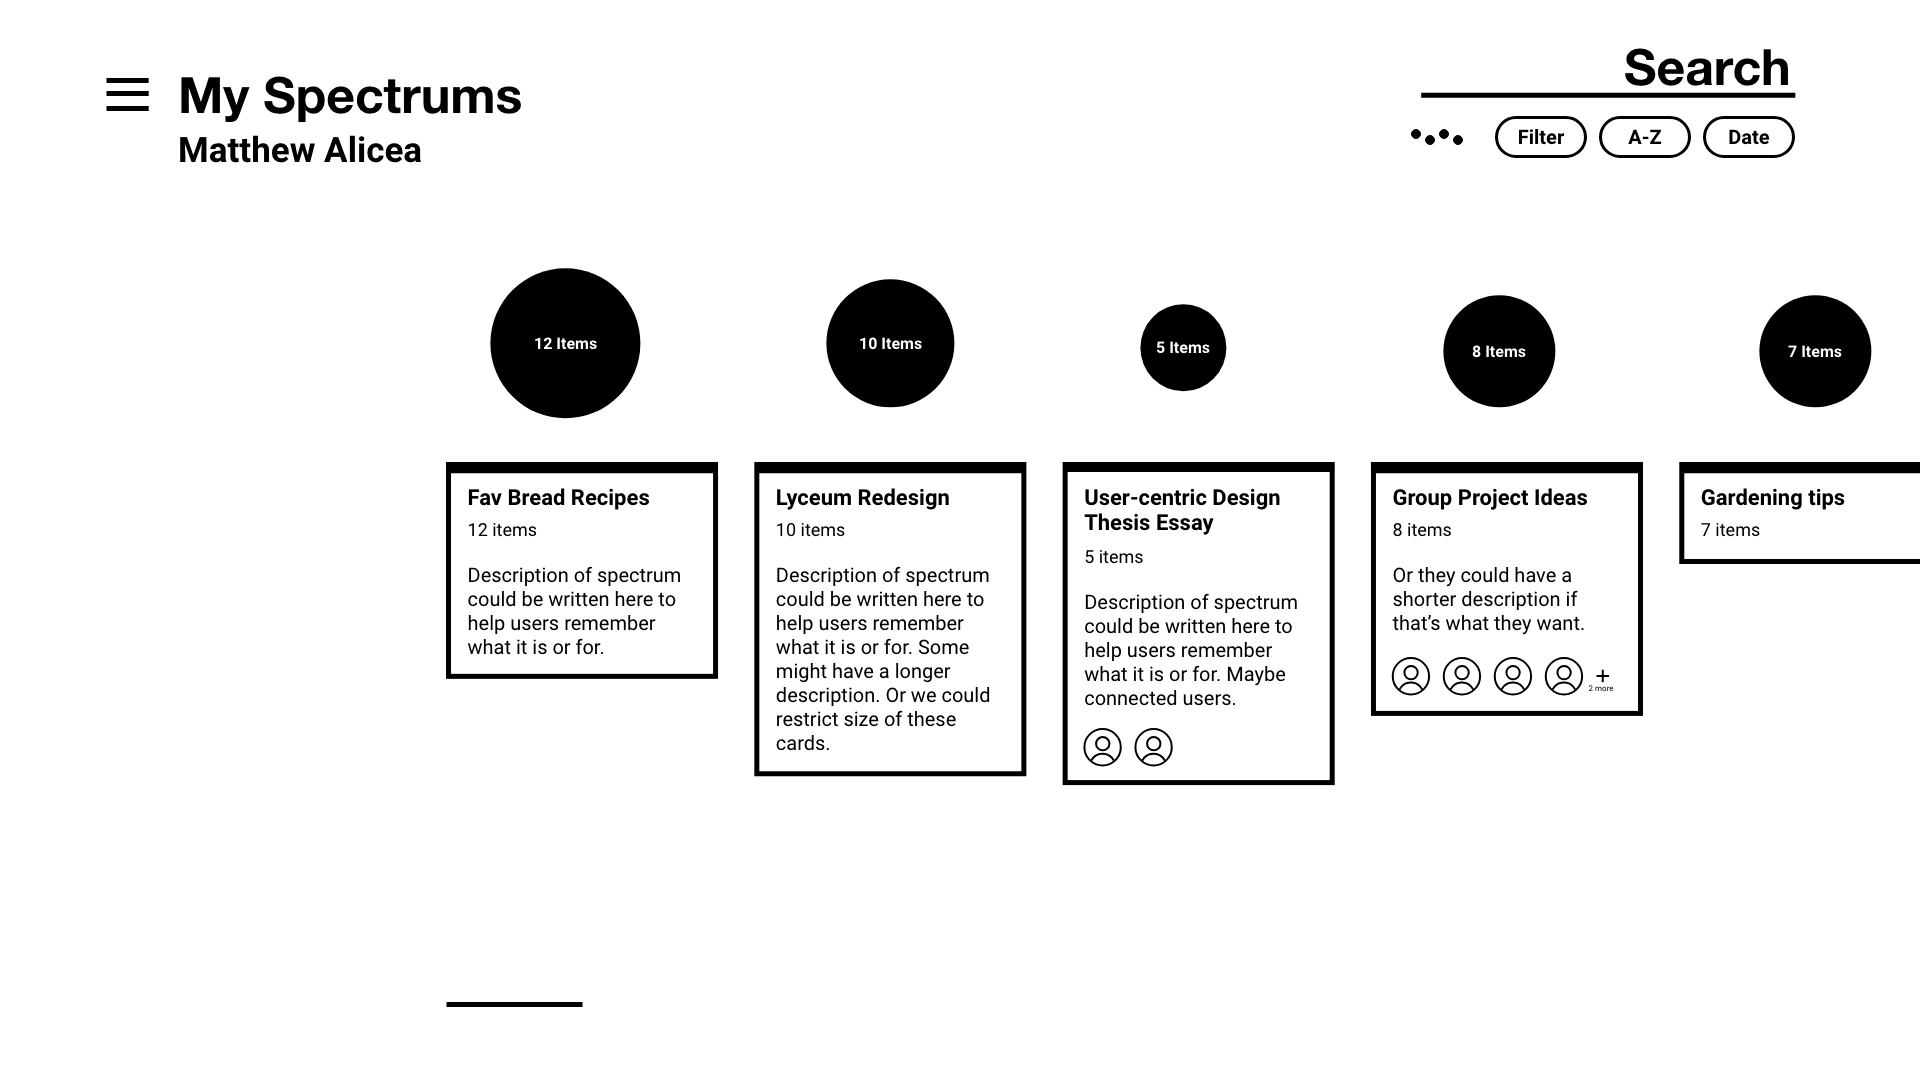 My Spectrums
Matthew Alicea
Search
Filter
A-Z
Date
12 Items
10 Items
5 Items
8 Items
7 Items
Fav Bread Recipes
12 items
Description of spectrum
could be written here to
help users remember
what it is or for.
Lyceum Redesign
10 items
Description of spectrum
could be written here to
help users remember
what it is or for. Some
might have a longer
description. Or we could
restrict size of these
cards.
User-centric Design
Thesis Essay
5 items
Description of spectrum
could be written here to
help users remember
what it is or for. Maybe
connected users.
Group Project Ideas
8 items
Or they could have a
shorter description if
that’s what they want.
+
2 more
Gardening tips
7 items